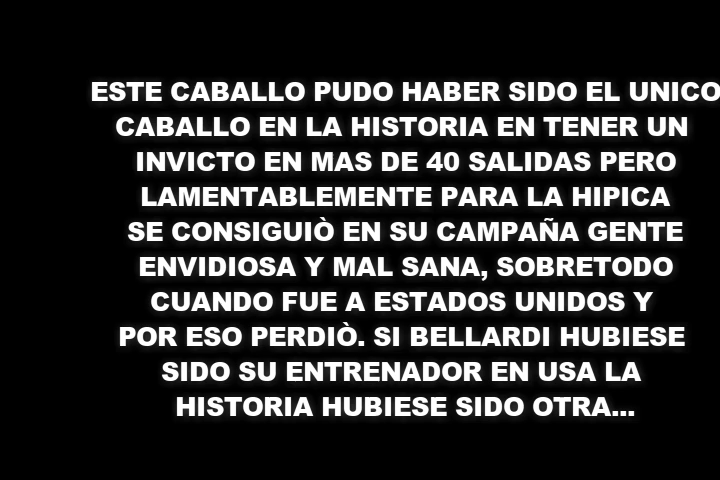 ESTE CABALLO PUDO HABER SIDO EL UNICO
CABALLO EN LA HISTORIA EN TENER UN
INVICTO EN MAS DE 40 SALIDAS PERO
LAMENTABLEMENTE PARA LA HIPICA
SE CONSIGUIÒ EN SU CAMPAÑA GENTE
ENVIDIOSA Y MAL SANA, SOBRETODO
CUANDO FUE A ESTADOS UNIDOS Y
POR ESO PERDIÒ. SI BELLARDI HUBIESE
SIDO SU ENTRENADOR EN USA LA
HISTORIA HUBIESE SIDO OTRA...